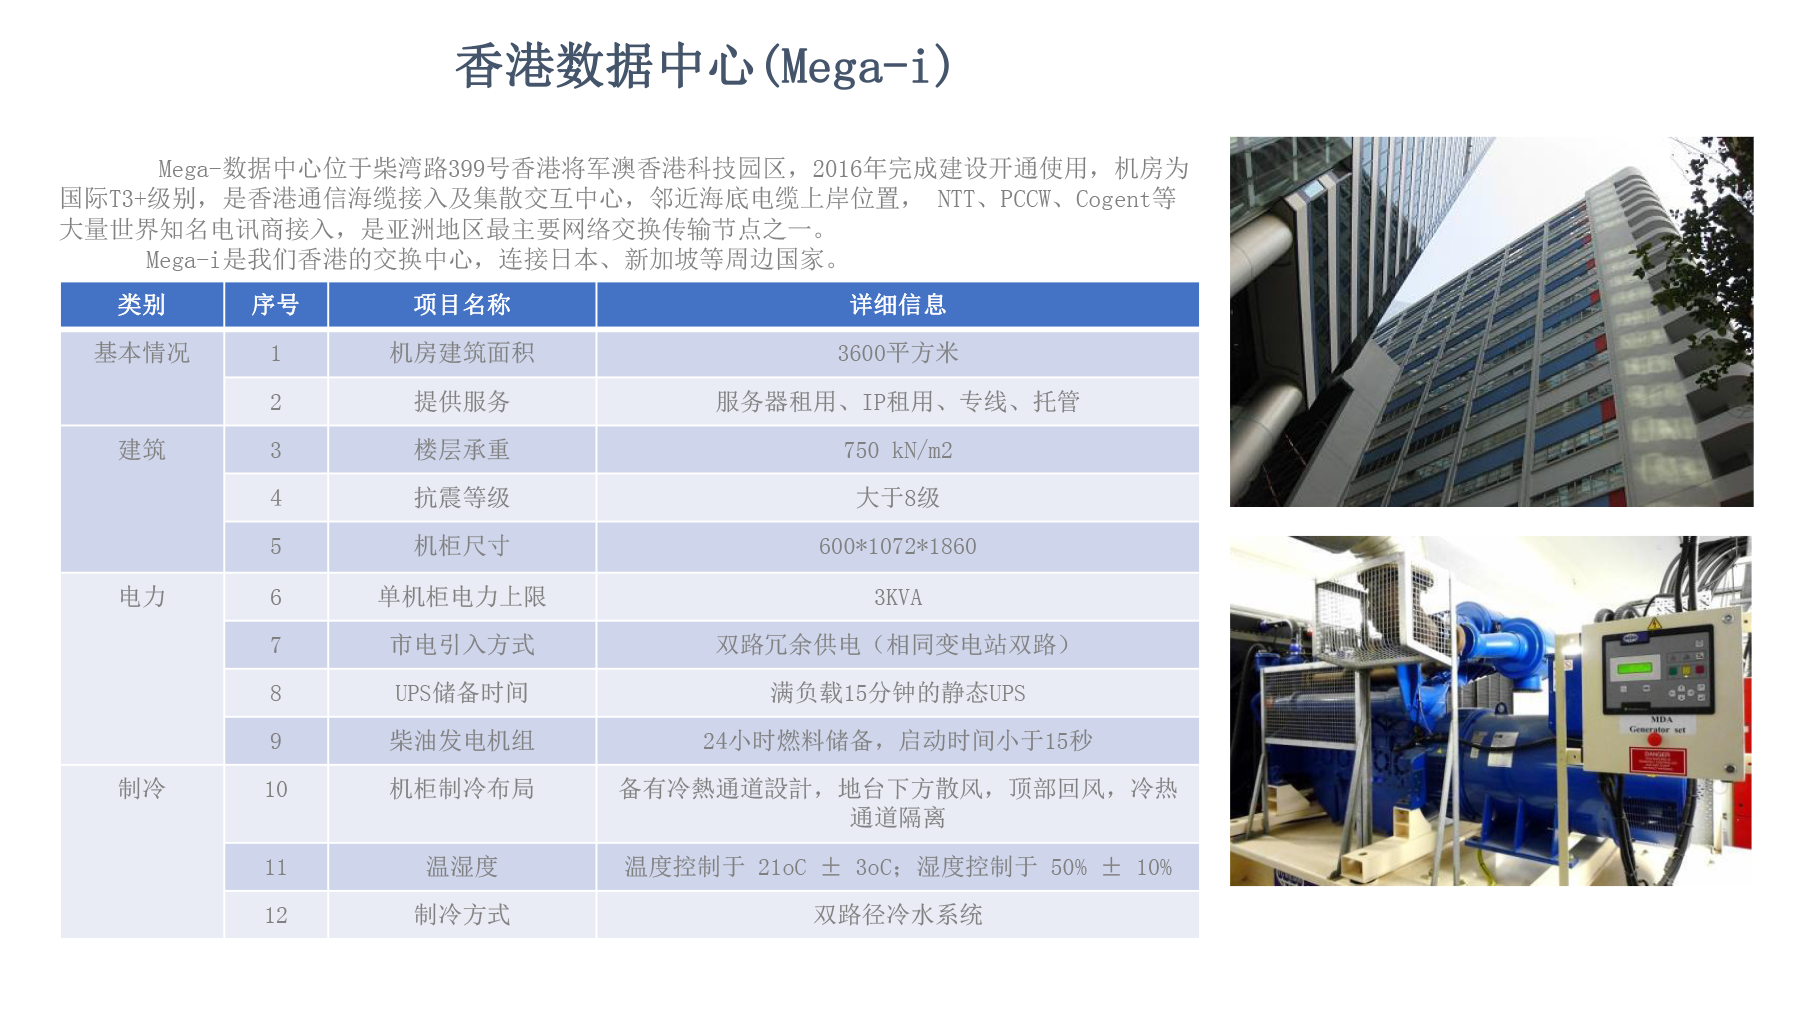 香港数据中心(Mega-i)
Mega-数据中心位于柴湾路399号香港将军澳香港科技园区，2016年完成建设开通使用，机房为
国际T3+级别，是香港通信海缆接入及集散交互中心，邻近海底电缆上岸位置， NTT、PCCW、Cogent等
大量世界知名电讯商接入，是亚洲地区最主要网络交换传输节点之一。
Mega-i是我们香港的交换中心，连接日本、新加坡等周边国家。
类别 序号 项目名称 详细信息
基本情况 1 机房建筑面积 3600平方米
2 提供服务 服务器租用、IP租用、专线、托管
建筑 3 楼层承重 750 kN/m2
4 抗震等级 大于8级
5 机柜尺寸 600*1072*1860
电力 6 单机柜电力上限 3KVA
7 市电引入方式 双路冗余供电（相同变电站双路）
8 UPS储备时间 满负载15分钟的静态UPS
9 柴油发电机组 24小时燃料储备，启动时间小于15秒
制冷 10 机柜制冷布局 备有冷熱通道設計，地台下方散风，顶部回风，冷热
通道隔离
11 温湿度 温度控制于 21oC ± 3oC；湿度控制于 50% ± 10%
12 制冷方式 双路径冷水系统
MDA
Generator set
DANGER